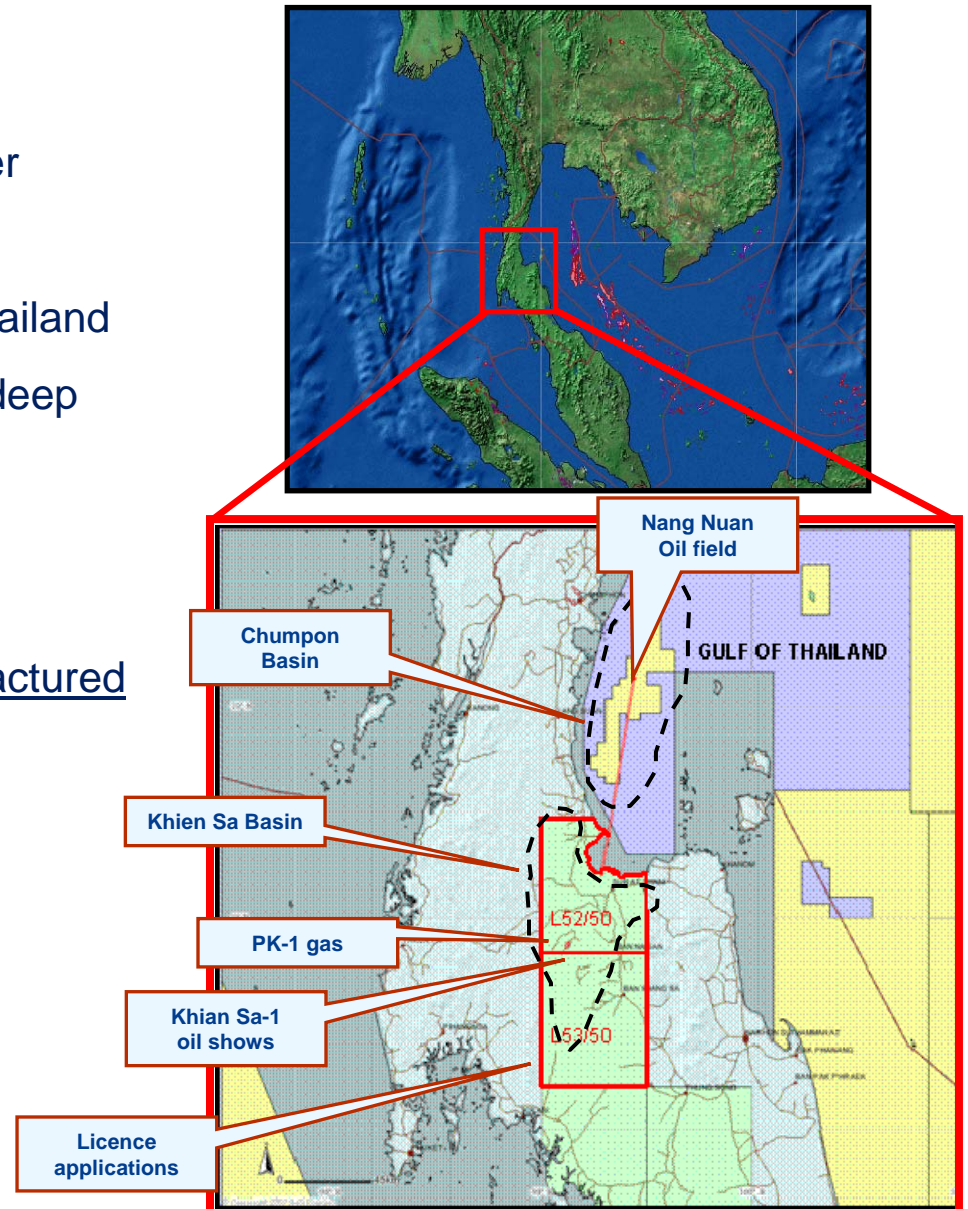 er
ailand
deep
actured
Nang Nuan
Oil field
Chumpon
Basin
GULF OF THAILAND
Khien Sa Basin
L52/50
PK-1 gas
Khian Sa-1
oil shows
L53/50
Licence
applications